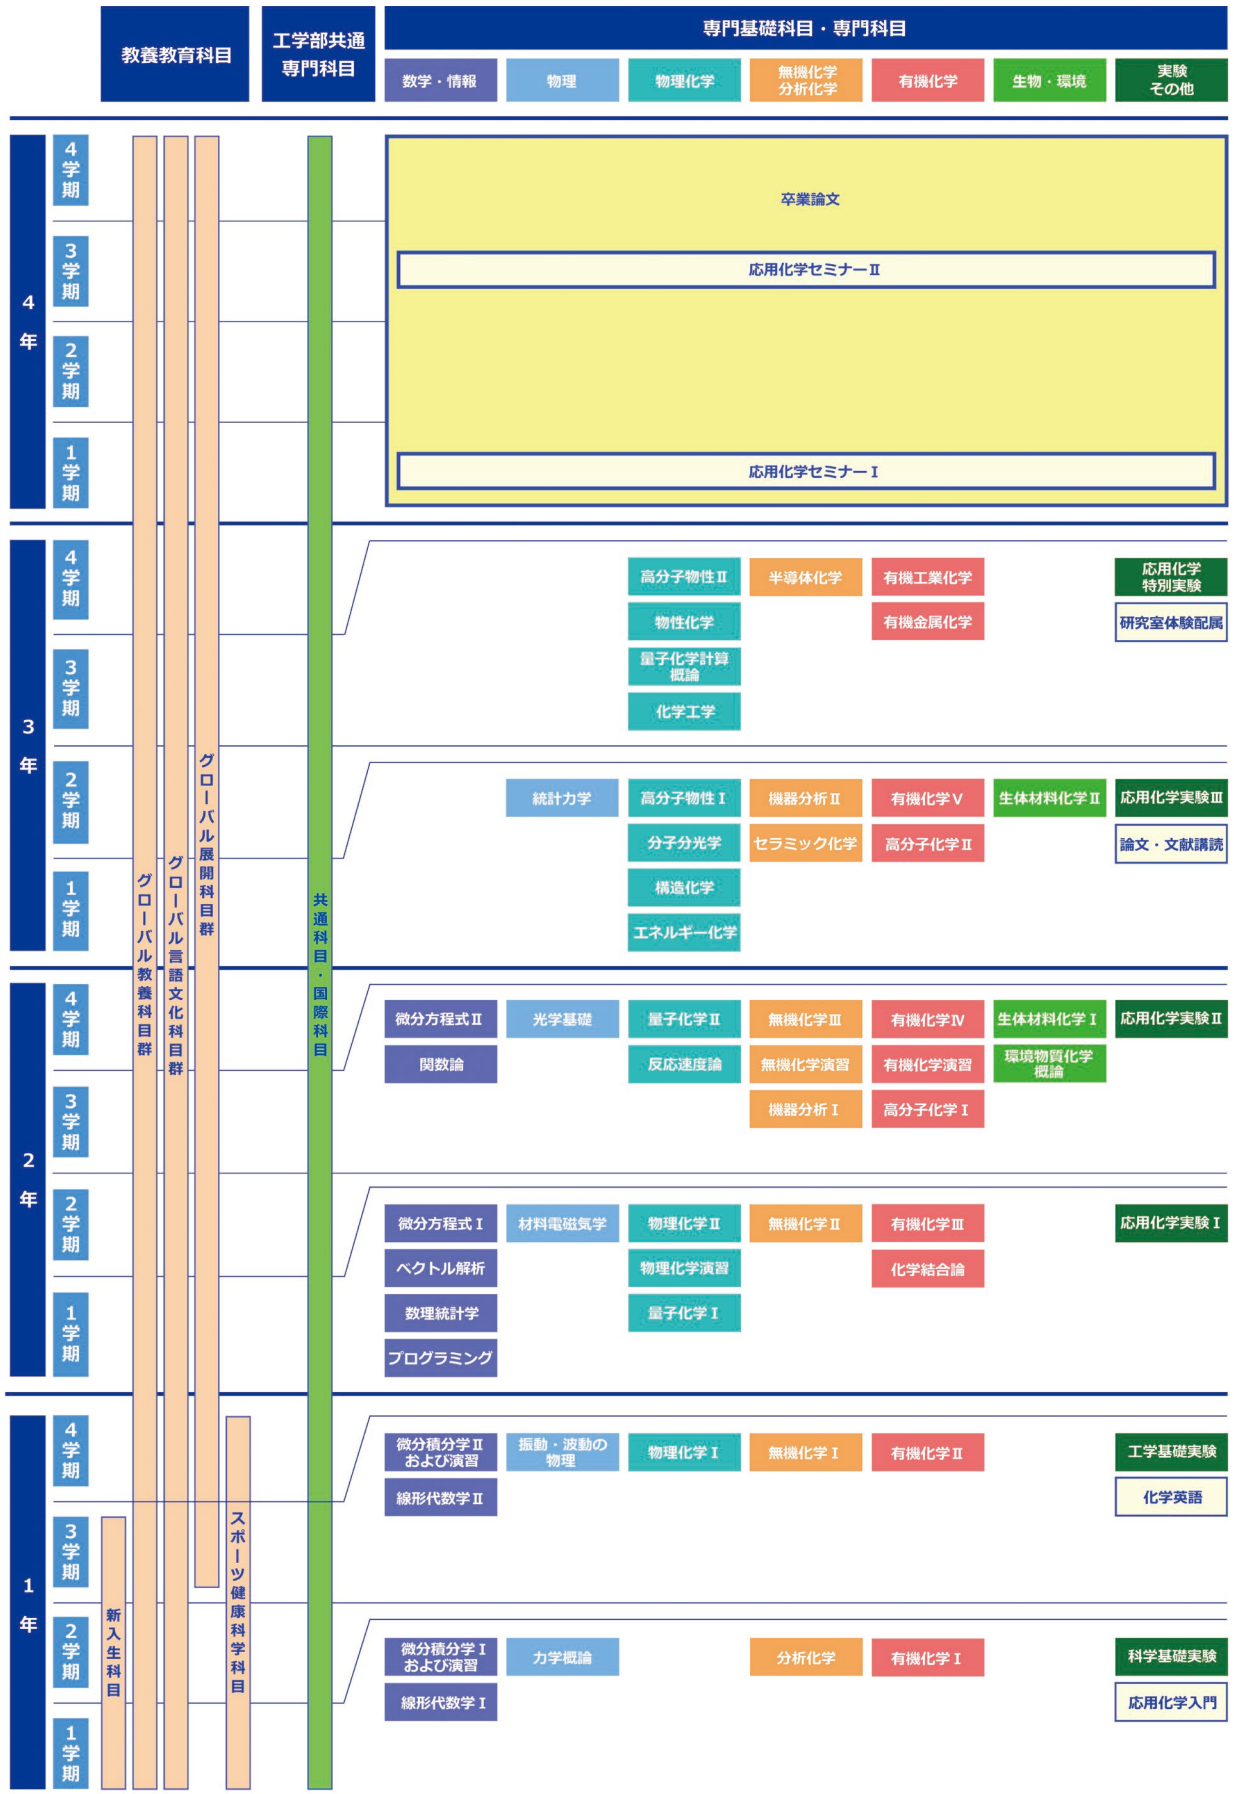 教養教育科目
工学部共通
専門科目
専門基礎科目・専門科目
数学・情報
物理
物理化学
無機化学
分析化学
有機化学
生物・環境
実験
その他
4年
4学期
3学期
2学期
1学期
卒業論文
応用化学セミナーⅡ
応用化学セミナーⅠ
3年
4学期
3学期
2学期
1学期
高分子物性Ⅱ
半導体化学
有機工業化学
応用化学
特別実験
物性化学
有機金属化学
研究室体験配属
量子化学計算
概論
化学工学
統計力学
高分子物性Ⅰ
機器分析Ⅱ
有機化学Ⅴ
生体材料化学Ⅱ
応用化学実験Ⅲ
分子分光学
セラミック化学
高分子化学Ⅱ
論文・文献講読
構造化学
エネルギー化学
グローバル教養科目群
グローバル言語文化科目群
グローバル展開科目群
共通科目・国際科目
2年
4学期
3学期
2学期
1学期
微分方程式Ⅱ
光学基礎
量子化学Ⅱ
無機化学Ⅲ
有機化学Ⅳ
生体材料化学Ⅰ
応用化学実験Ⅱ
関数論
反応速度論
無機化学演習
有機化学演習
環境物質化学
概論
機器分析Ⅰ
高分子化学Ⅰ
微分方程式Ⅰ
材料電磁気学
物理化学Ⅱ
無機化学Ⅱ
有機化学Ⅲ
応用化学実験Ⅰ
ベクトル解析
物理化学演習
化学結合論
数理統計学
量子化学Ⅰ
プログラミング
1年
4学期
3学期
2学期
1学期
新入生科目
スポーツ健康科学科目
微分積分学Ⅱ
および演習
振動・波動の
物理
物理化学Ⅰ
無機化学Ⅰ
有機化学Ⅱ
工学基礎実験
線形代数学Ⅱ
化学英語
微分積分学Ⅰ
および演習
力学概論
分析化学
有機化学Ⅰ
科学基礎実験
線形代数学Ⅰ
応用化学入門